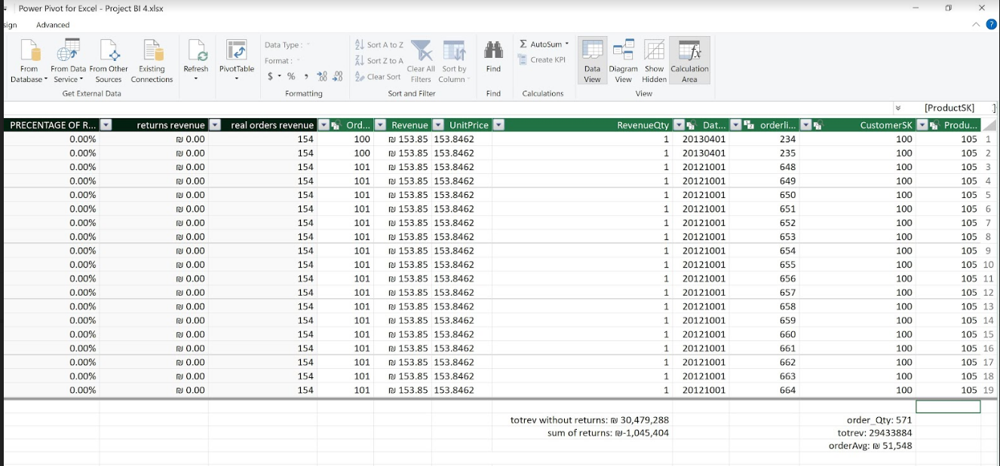 Power Pivot for Excel - Project BI 4.xlsx
sign Advanced
From Database
From Data Service
From Other Sources
Existing Connections
Get External Data
Refresh
PivotTable
Data Type :
Format :
$ % ,
Formatting
Sort A to Z
Sort Z to A
Clear Sort
Clear All Filters
Sort by Column
Sort and Filter
Find
Find
AutoSum
Create KPI
Calculations
Data View
Diagram View
Show Hidden
Calculation Area
View
[ProductSK]
PRECENTAGE OF R... returns revenue real orders revenue Ord... Revenue UnitPrice RevenueQty Dat... orderli... CustomerSK Produ...
0.00% ₪ 0.00 154 100 ₪ 153.85 153.8462 1 20130401 234 100 105 1
0.00% ₪ 0.00 154 100 ₪ 153.85 153.8462 1 20130401 235 100 105 2
0.00% ₪ 0.00 154 101 ₪ 153.85 153.8462 1 20121001 648 100 105 3
0.00% ₪ 0.00 154 101 ₪ 153.85 153.8462 1 20121001 649 100 105 4
0.00% ₪ 0.00 154 101 ₪ 153.85 153.8462 1 20121001 650 100 105 5
0.00% ₪ 0.00 154 101 ₪ 153.85 153.8462 1 20121001 651 100 105 6
0.00% ₪ 0.00 154 101 ₪ 153.85 153.8462 1 20121001 652 100 105 7
0.00% ₪ 0.00 154 101 ₪ 153.85 153.8462 1 20121001 653 100 105 8
0.00% ₪ 0.00 154 101 ₪ 153.85 153.8462 1 20121001 654 100 105 9
0.00% ₪ 0.00 154 101 ₪ 153.85 153.8462 1 20121001 655 100 105 10
0.00% ₪ 0.00 154 101 ₪ 153.85 153.8462 1 20121001 656 100 105 11
0.00% ₪ 0.00 154 101 ₪ 153.85 153.8462 1 20121001 657 100 105 12
0.00% ₪ 0.00 154 101 ₪ 153.85 153.8462 1 20121001 658 100 105 13
0.00% ₪ 0.00 154 101 ₪ 153.85 153.8462 1 20121001 659 100 105 14
0.00% ₪ 0.00 154 101 ₪ 153.85 153.8462 1 20121001 660 100 105 15
0.00% ₪ 0.00 154 101 ₪ 153.85 153.8462 1 20121001 661 100 105 16
0.00% ₪ 0.00 154 101 ₪ 153.85 153.8462 1 20121001 662 100 105 17
0.00% ₪ 0.00 154 101 ₪ 153.85 153.8462 1 20121001 663 100 105 18
0.00% ₪ 0.00 154 101 ₪ 153.85 153.8462 1 20121001 664 100 105 19
totrev without returns: ₪ 30,479,288 order_Qty: 571
sum of returns: ₪-1,045,404 totrev: 29433884
orderAvg: ₪ 51,548